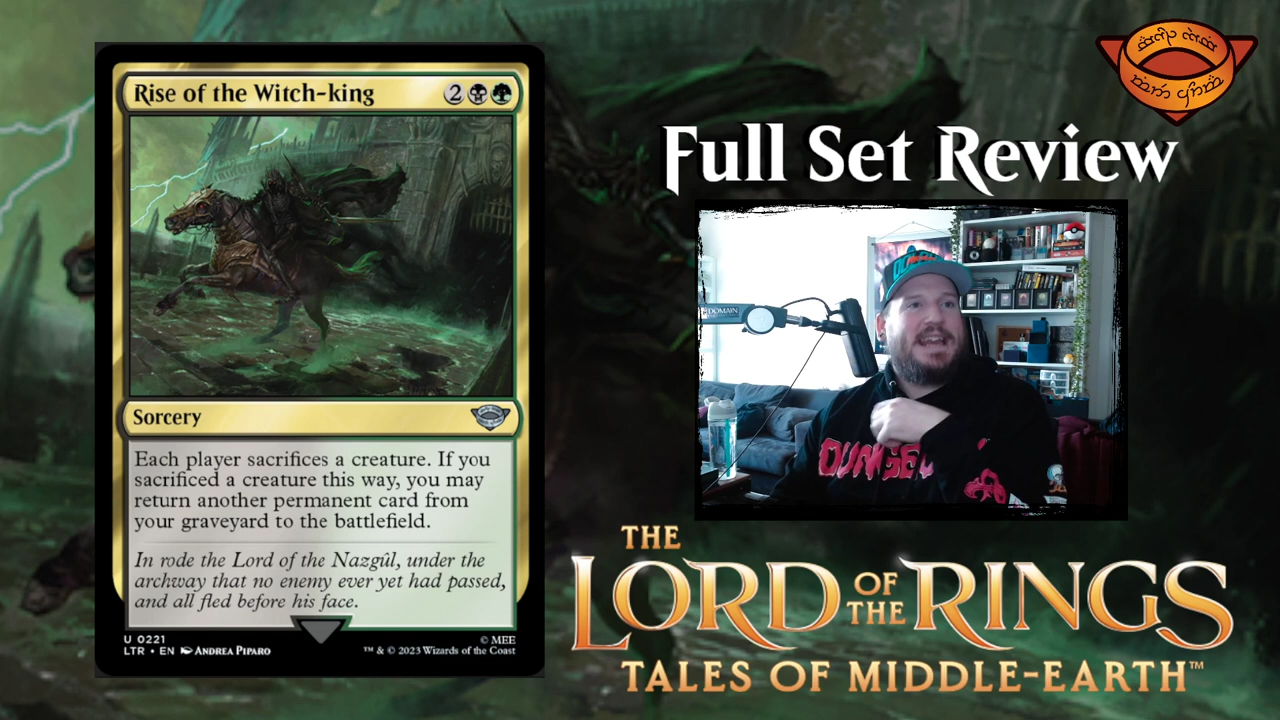 Rise of the Witch-king 2
Sorcery
Each player sacrifices a creature. If you
sacrificed a creature this way, you may
return another permanent card from
your graveyard to the battlefield.
In rode the Lord of the Nazgûl, under the
archway that no enemy ever yet had passed,
and all fled before his face.
U 0221
LTR • EN ANDREA PIPARO
© MEE
™ & © 2023 Wizards of the Coast
Full Set Review
DOMAIN
THE
LORD OF THE RINGS
TALES OF MIDDLE-EARTH™